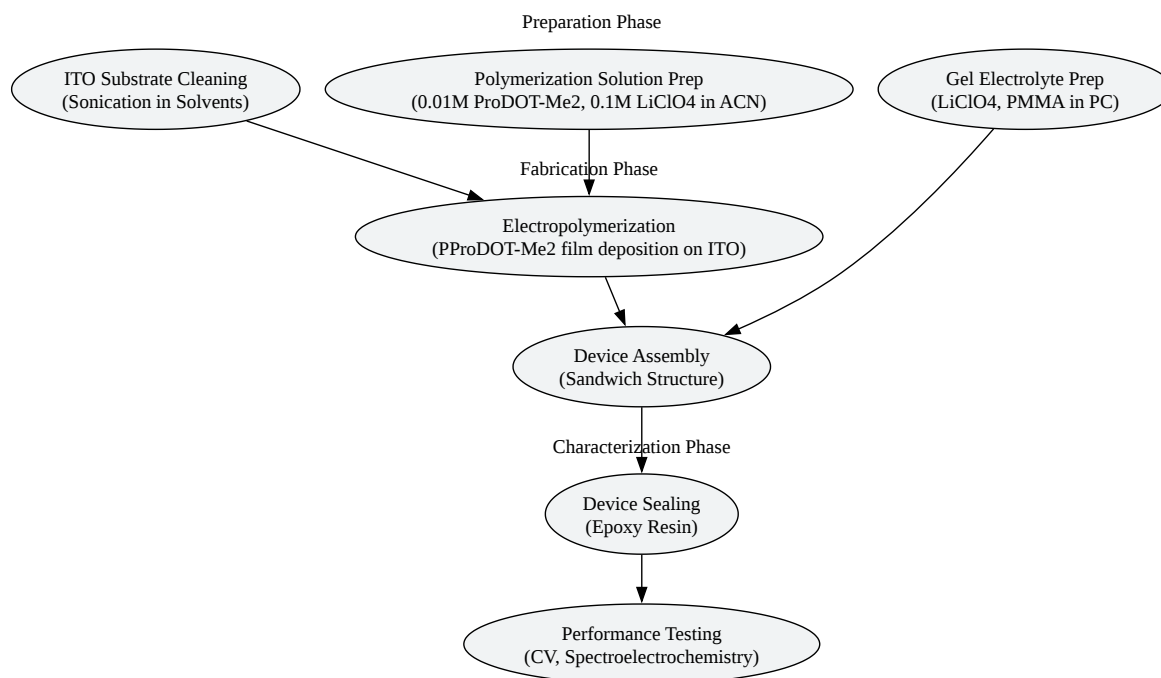 Preparation Phase
ITO Substrate Cleaning
(Sonication in Solvents)
Polymerization Solution Prep
(0.01M ProDOT-Me2, 0.1M LiClO4 in ACN)
Gel Electrolyte Prep
(LiClO4, PMMA in PC)
Fabrication Phase
Electropolymerization
(PProDOT-Me2 film deposition on ITO)
Device Assembly
(Sandwich Structure)
Characterization Phase
Device Sealing
(Epoxy Resin)
Performance Testing
(CV, Spectroelectrochemistry)